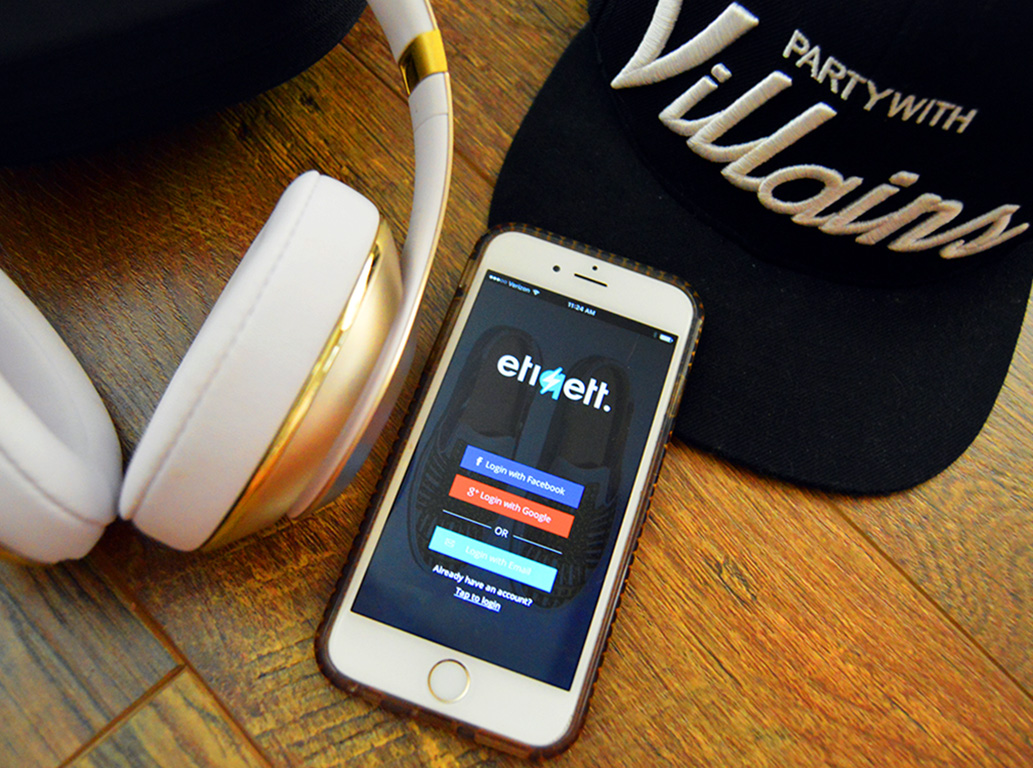 PARTY WITH
Villains
Verizon
11:24 AM
etiqett.
f Login with Facebook
g+ Login with Google
OR
Login with Email
Already have an account?
Tap to login